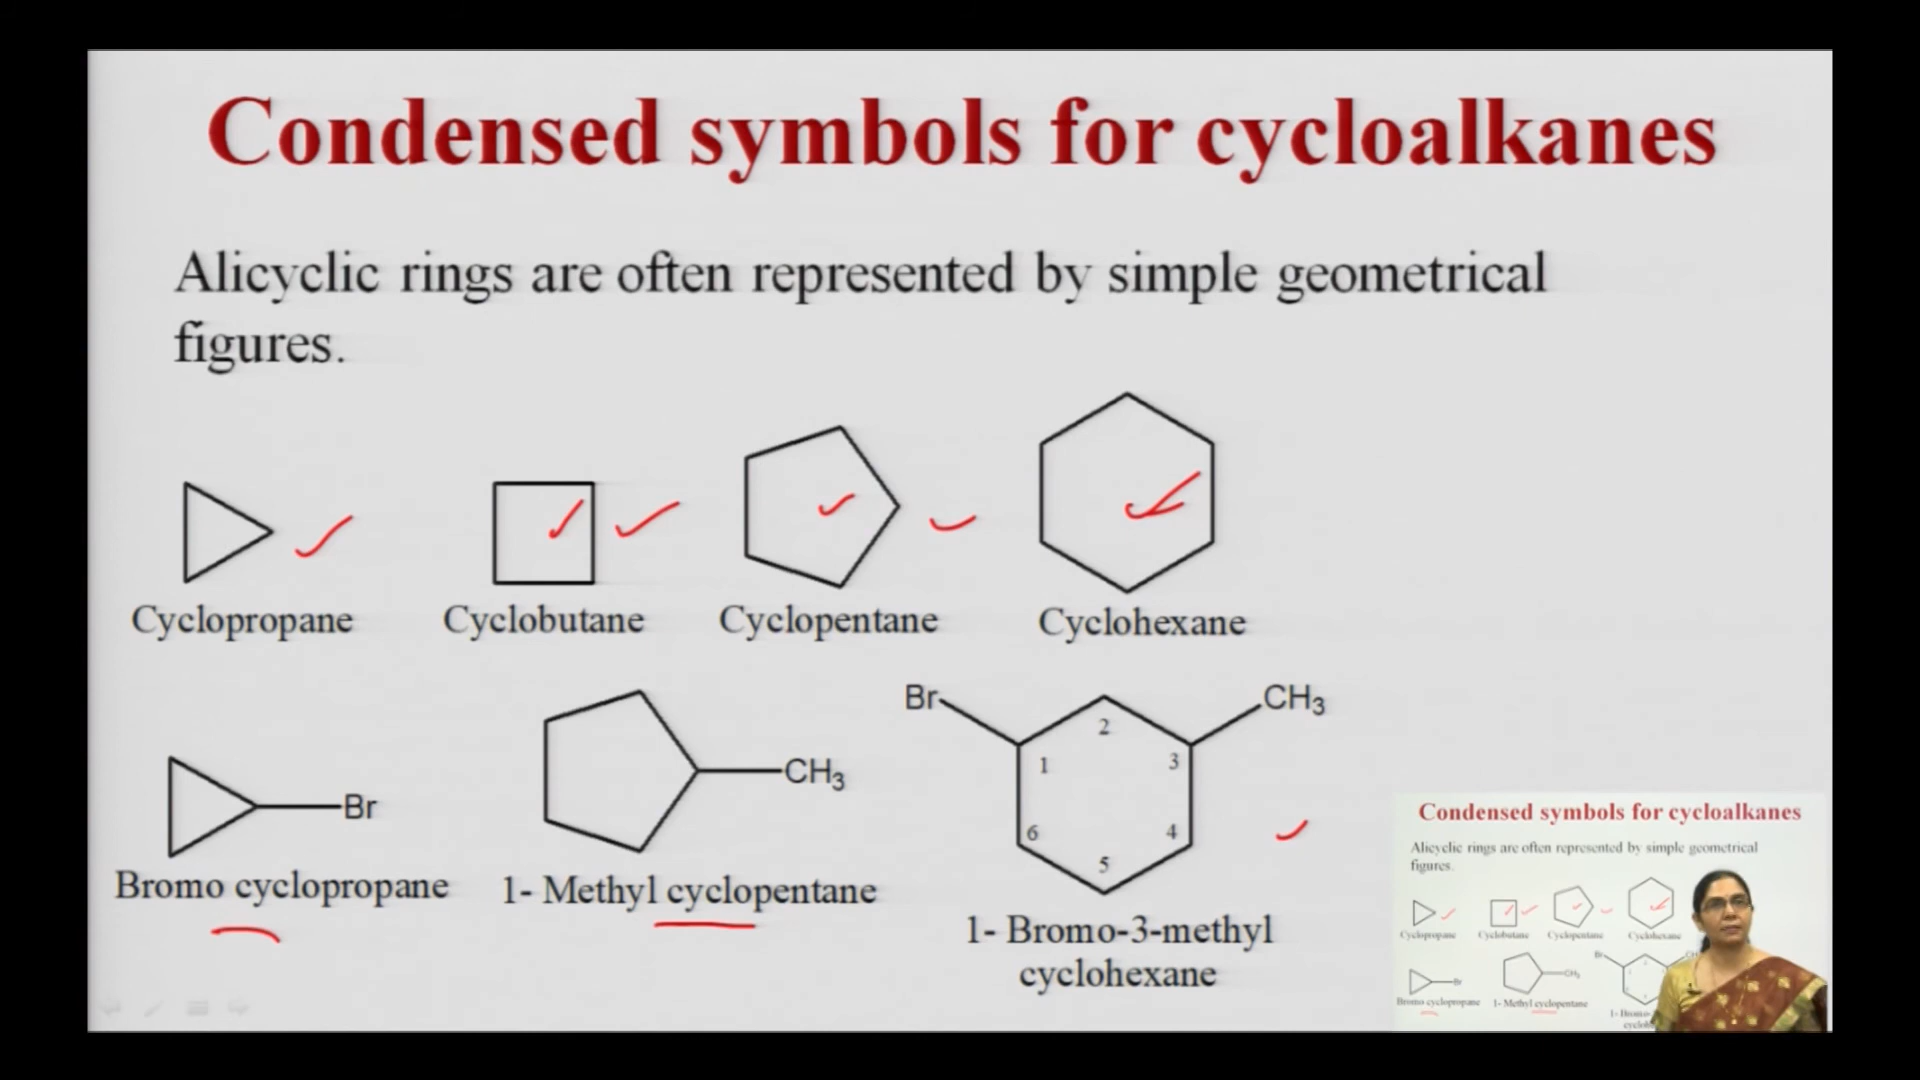 Condensed symbols for cycloalkanes
Alicyclic rings are often represented by simple geometrical
figures.
Cyclopropane
Cyclobutane
Cyclopentane
Cyclohexane
Br
Bromo cyclopropane
CH3
1- Methyl cyclopentane
Br
CH3
1
2
3
4
5
6
1- Bromo-3-methyl
cyclohexane
Condensed symbols for cycloalkanes
Alicyclic rings are often represented by simple geometrical
figures.
Cyclopropane
Cyclobutane
Cyclopentane
Cyclohexane
Br
Bromo cyclopropane
CH3
1- Methyl cyclopentane
Br